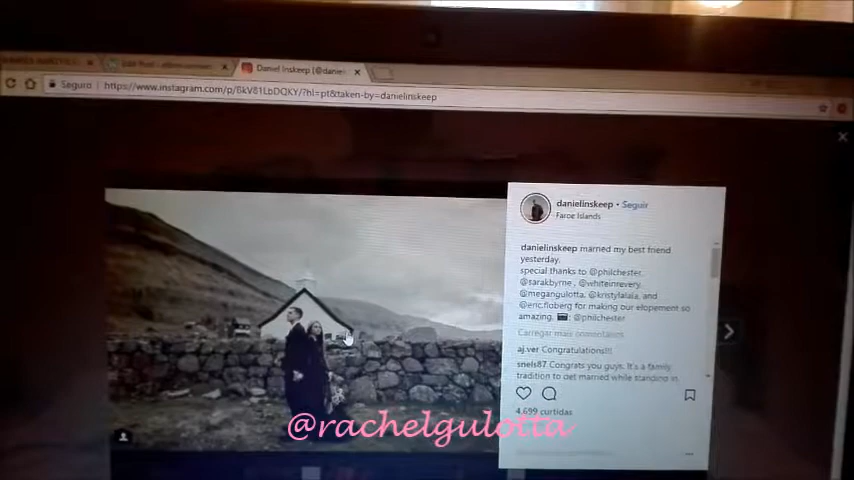 Daniel Inskeep (@danie
Seguro | https://www.instagram.com/p/6kV81LbDQKY/?hl=pt&taken-by=danielinskeep
danielinskeep • Seguir
Faroe Islands
danielinskeep married my best friend
yesterday.
special thanks to @philchester,
@sarakbyrne, @whiteinrevery,
@megangulotta, @kristylalaia, and
@eric.floberg for making our elopement so
amazing. 📷: @philchester
Carregar mais comentários
aj.ver Congratulations!!!
snels87 Congrats you guys. It's a family
tradition to get married while standing in
4.699 curtidas
@rachelgulotta